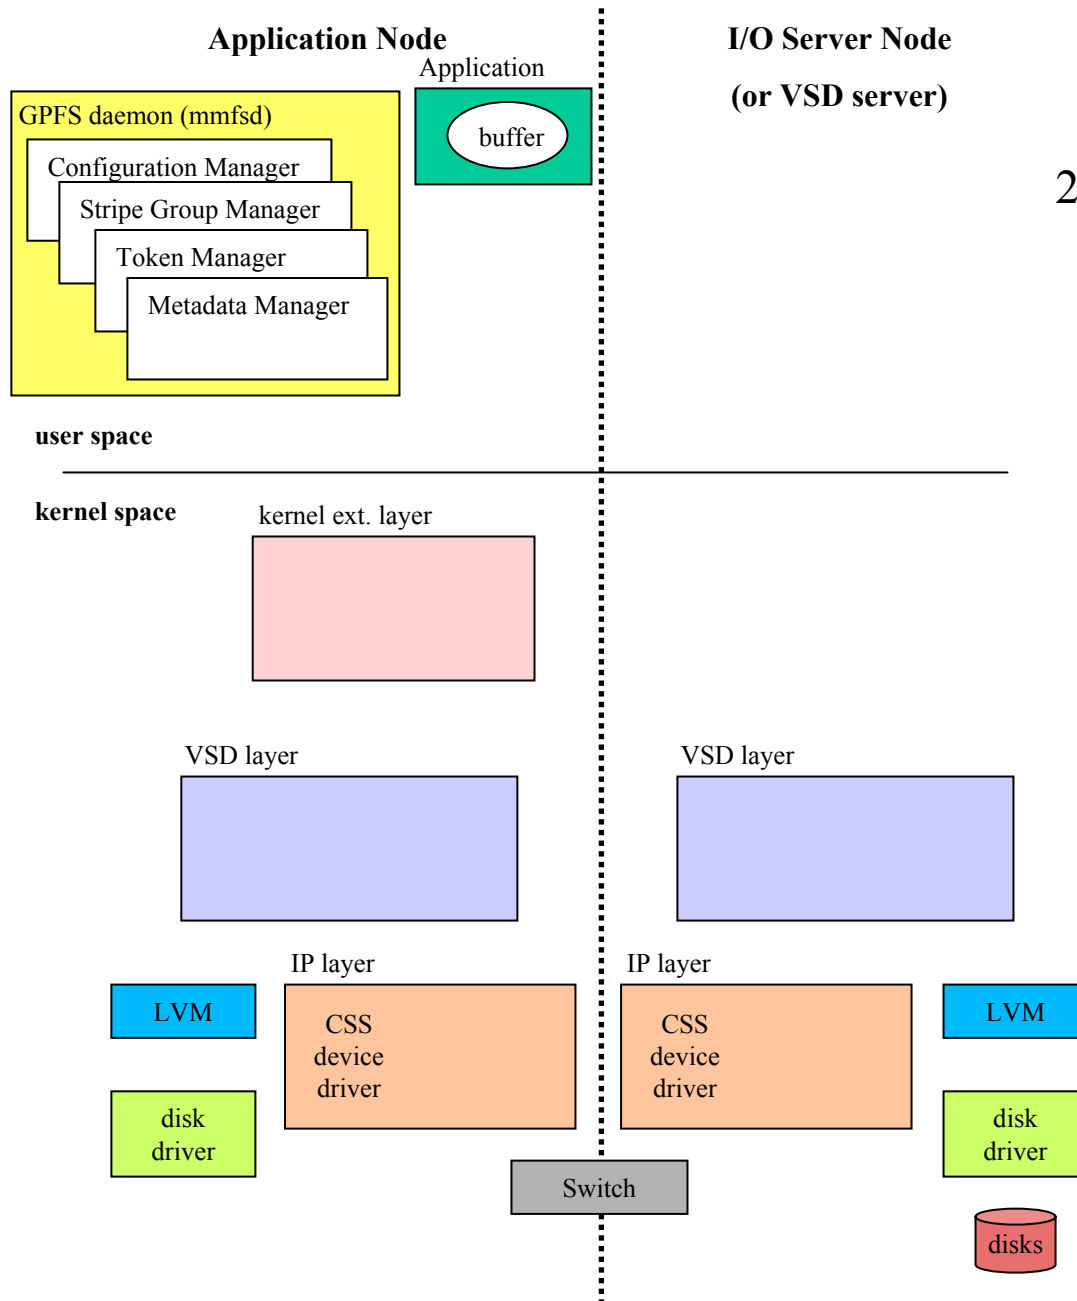 Application Node
I/O Server Node
(or VSD server)
Application
buffer
GPFS daemon (mmfsd)
Configuration Manager
Stripe Group Manager
Token Manager
Metadata Manager
2
user space
kernel space
kernel ext. layer
VSD layer
VSD layer
IP layer
IP layer
LVM
CSS
device
driver
CSS
device
driver
LVM
disk
driver
disk
driver
Switch
disks